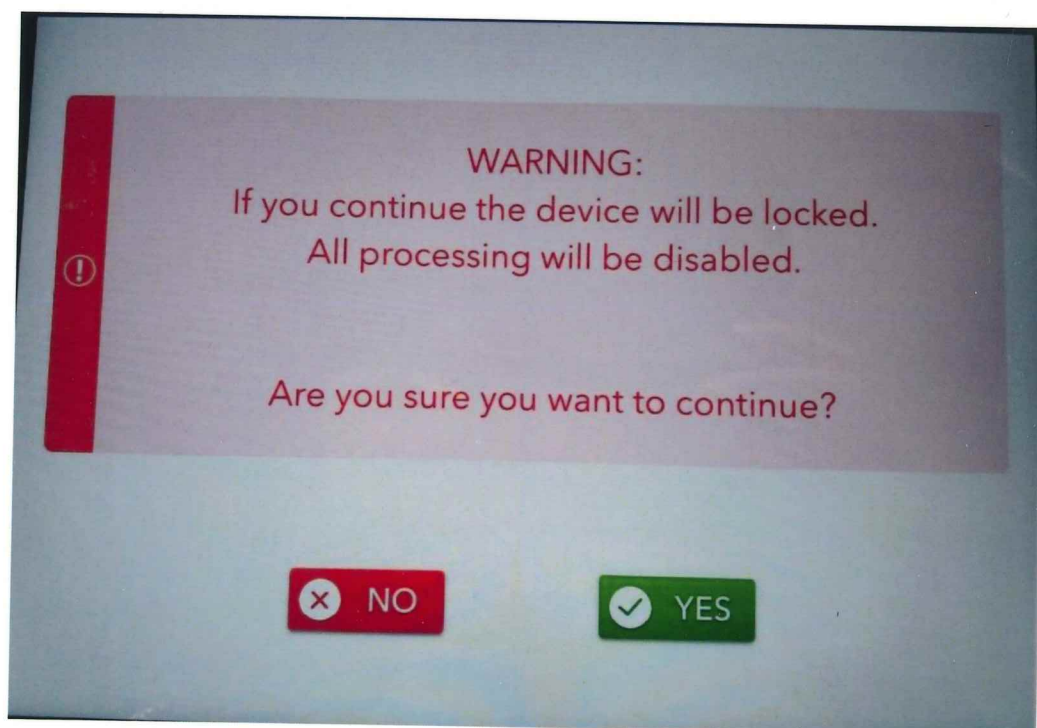 WARNING:
If you continue the device will be locked.
All processing will be disabled.
Are you sure you want to continue?
NO
YES